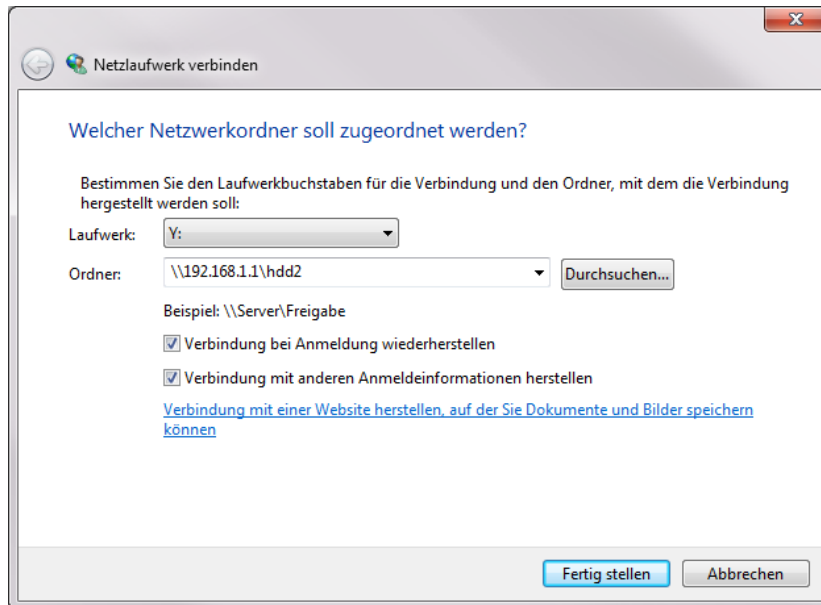 Netzlaufwerk verbinden
Welcher Netzwerkordner soll zugeordnet werden?
Bestimmen Sie den Laufwerkbuchstaben für die Verbindung und den Ordner, mit dem die Verbindung
hergestellt werden soll:
Laufwerk: Y:
Ordner: \\192.168.1.1\hdd2 Durchsuchen...
Beispiel: \\Server\Freigabe
Verbindung bei Anmeldung wiederherstellen
Verbindung mit anderen Anmeldeinformationen herstellen
Verbindung mit einer Website herstellen, auf der Sie Dokumente und Bilder speichern
können
Fertig stellen Abbrechen